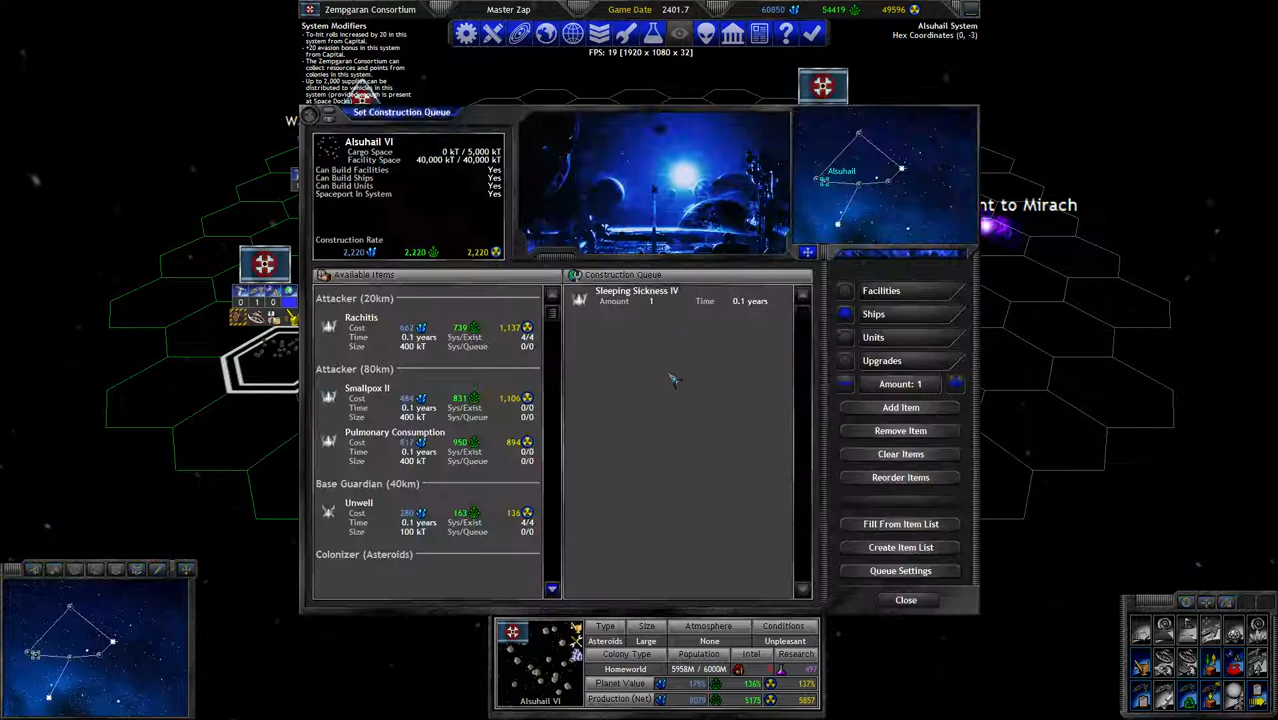 Zempgaran Consortium
Master Zap
Game Date 2401.7
60850
54419
49596
System Modifiers
- To-hit rolls increased by 20 in this
system from Capital.
- +20 evasion bonus in this system
from Capital.
- The Zempgaran Consortium can
collect resources and points from
colonies in this system.
- Up to 2,000 supplies can be
distributed to vehicles in this
system (provided enough is present
at Space Docks)
FPS: 19 [1920 x 1080 x 32]
Alsuhail System
Hex Coordinates (0, -3)
Set Construction Queue
Alsuhail VI
Cargo Space 0 kT / 5,000 kT
Facility Space 40,000 kT / 40,000 kT
Can Build Facilities Yes
Can Build Ships Yes
Can Build Units Yes
Spaceport In System Yes
Construction Rate
2,220 2,220 2,220
Alsuhail
nt to Mirach
Available Items
Attacker (20km)
Rachitis
Cost 662 739 1,137
Time 0.1 years Sys/Exist 4/4
Size 400 kT Sys/Queue 0/0
Attacker (80km)
Smallpox II
Cost 484 831 1,106
Time 0.1 years Sys/Exist 0/0
Size 400 kT Sys/Queue 0/0
Pulmonary Consumption
Cost 817 950 894
Time 0.1 years Sys/Exist 0/0
Size 400 kT Sys/Queue 0/0
Base Guardian (40km)
Unwell
Cost 280 163 136
Time 0.1 years Sys/Exist 4/4
Size 100 kT Sys/Queue 0/0
Colonizer (Asteroids)
Construction Queue
Sleeping Sickness IV
Amount 1 Time 0.1 years
Facilities
Ships
Units
Upgrades
Amount: 1
Add Item
Remove Item
Clear Items
Reorder Items
Fill From Item List
Create Item List
Queue Settings
Close
0 1 0
Type Size Atmosphere Conditions
Asteroids Large None Unpleasant
Colony Type Population Intel Research
Homeworld 5958M / 6000M 497
Planet Value 175% 136% 137%
Production (Net) 8079 5175 5857
Alsuhail VI